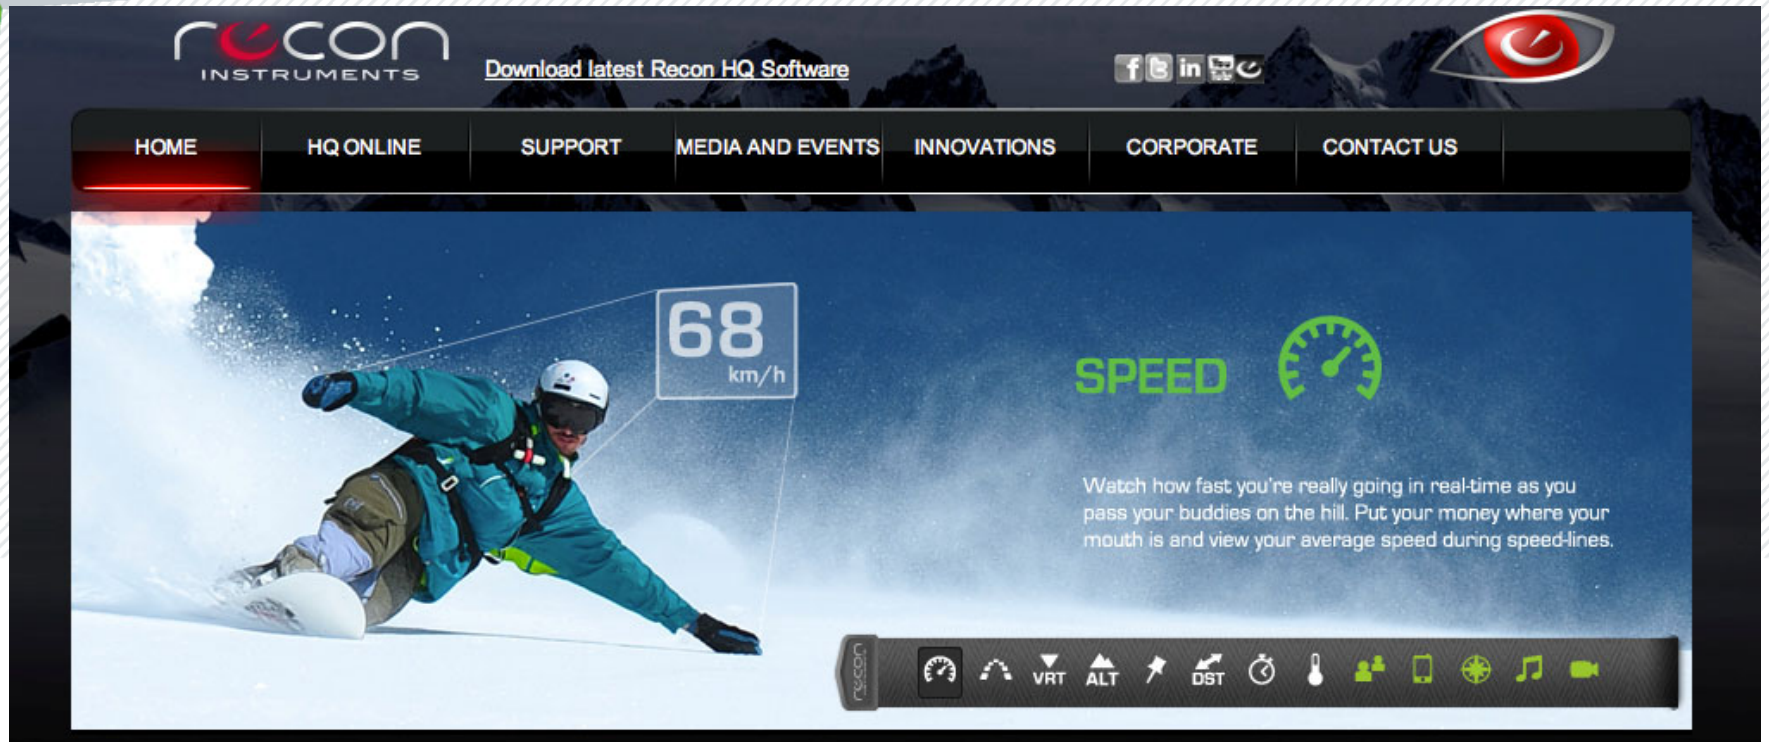 recon
INSTRUMENTS
Download latest Recon HQ Software
HOME HQ ONLINE SUPPORT MEDIA AND EVENTS INNOVATIONS CORPORATE CONTACT US
68
km/h
SPEED
Watch how fast you're really going in real-time as you
pass your buddies on the hill. Put your money where your
mouth is and view your average speed during speed-lines.
recon
VRT ALT DST